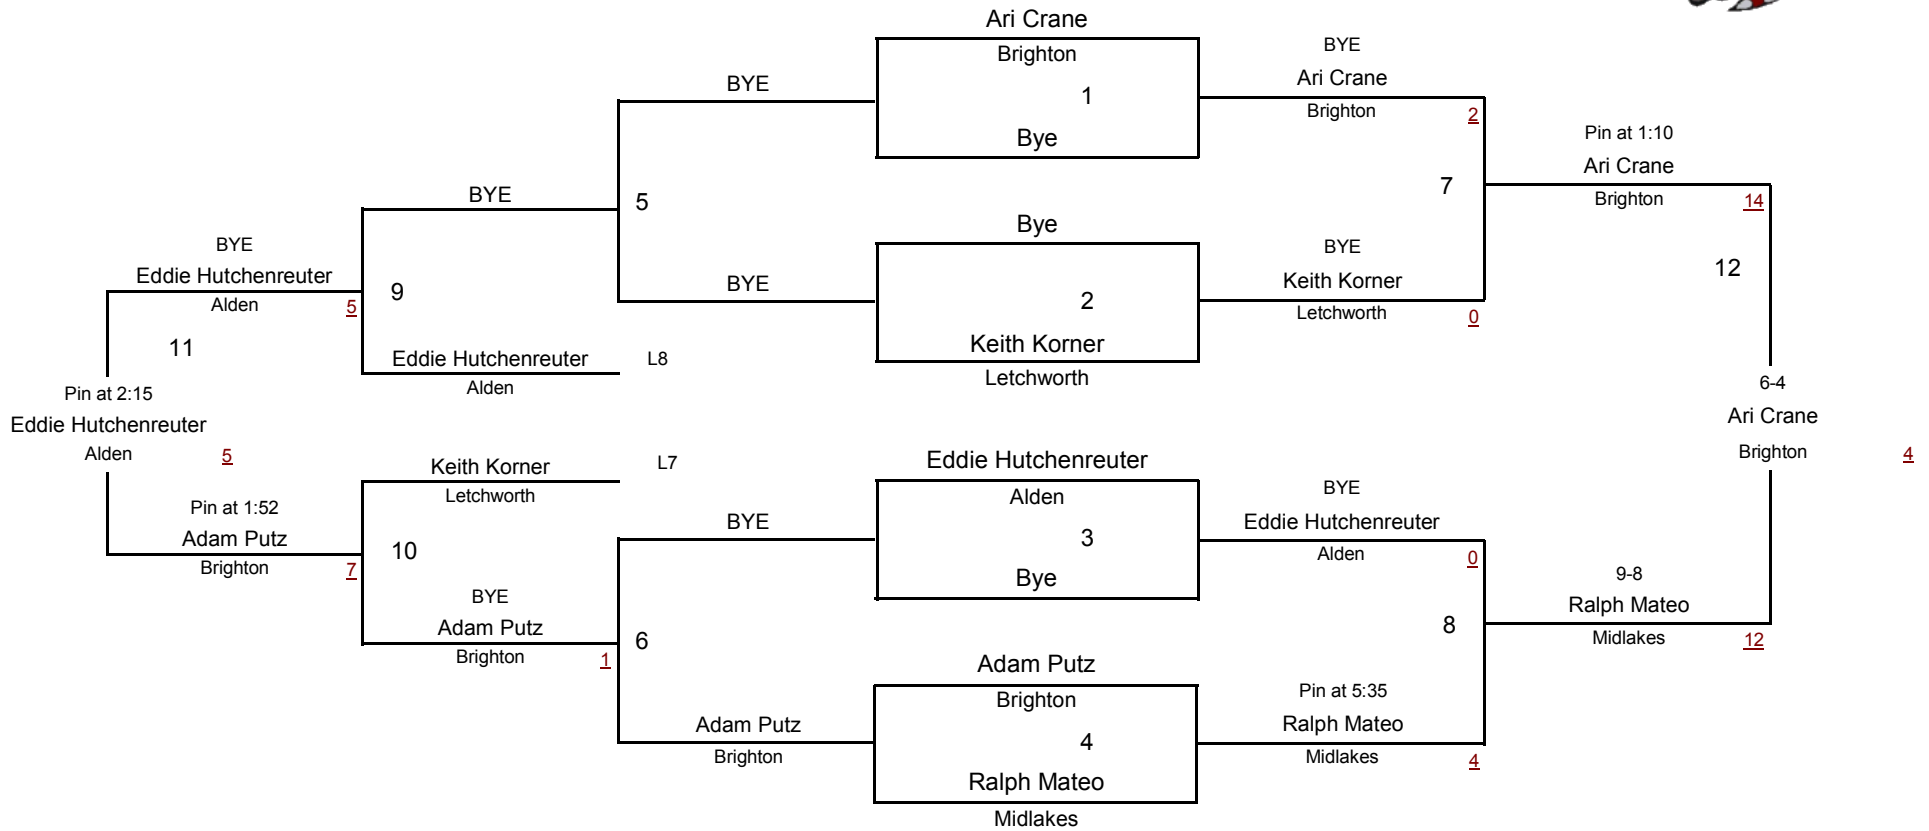 Ari Crane
Brighton
1
Bye
BYE
Ari Crane
Brighton
2
BYE
5
BYE
Bye
2
Keith Korner
Letchworth
BYE
Keith Korner
Letchworth
0
7
Pin at 1:10
Ari Crane
Brighton
14
12
BYE
BYE
Eddie Hutchenreuter
Alden
5
9
Eddie Hutchenreuter
Alden
L8
11
Pin at 2:15
Eddie Hutchenreuter
Alden
5
6-4
Ari Crane
Brighton
4
Keith Korner
Letchworth
L7
Pin at 1:52
Adam Putz
Brighton
7
10
BYE
Adam Putz
Brighton
1
BYE
6
Adam Putz
Brighton
Eddie Hutchenreuter
Alden
3
Bye
BYE
Eddie Hutchenreuter
Alden
0
8
Adam Putz
Brighton
4
Ralph Mateo
Midlakes
Pin at 5:35
Ralph Mateo
Midlakes
4
9-8
Ralph Mateo
Midlakes
12